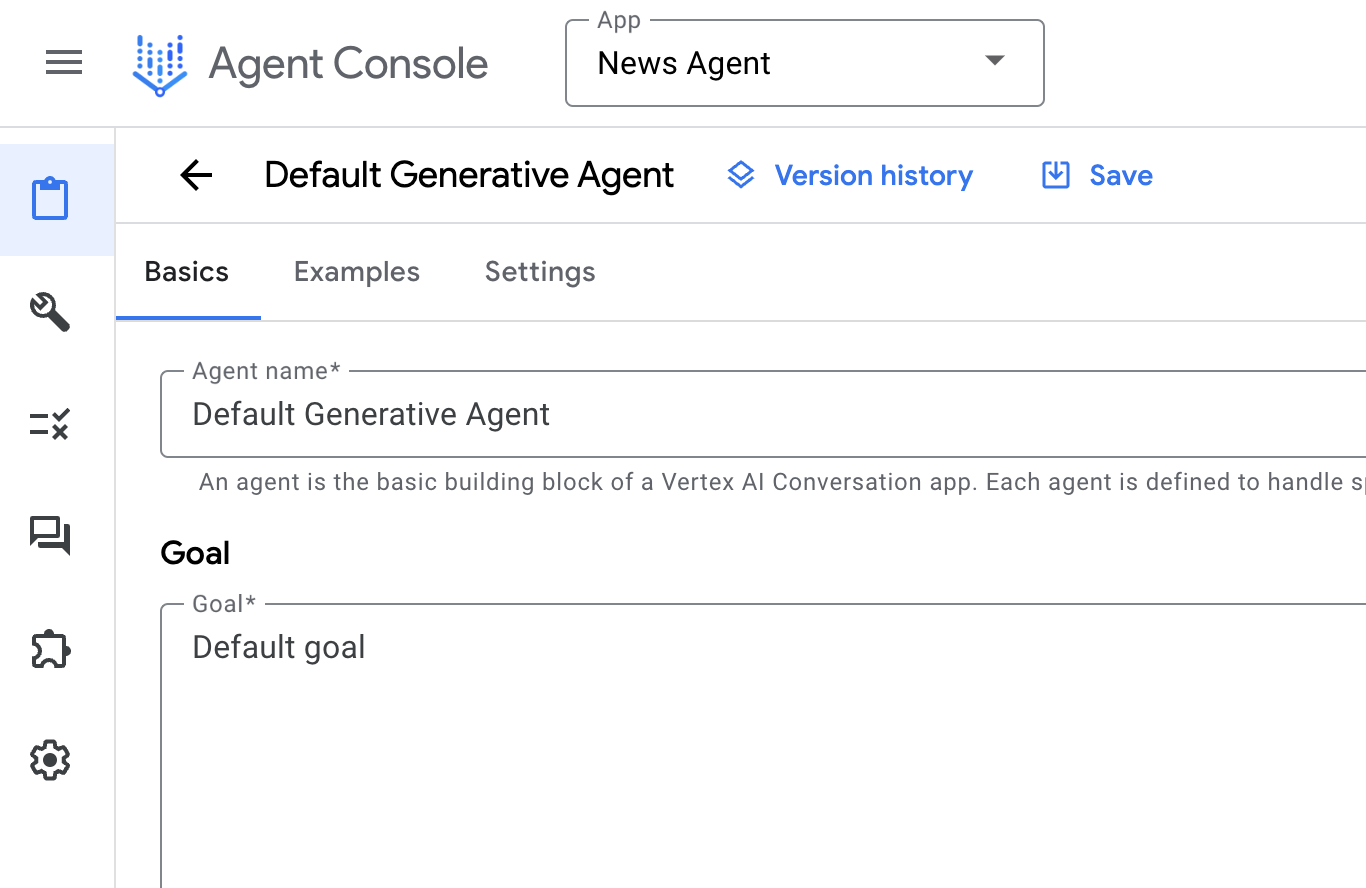 App
Agent Console
News Agent
Default Generative Agent
Version history
Save
Basics
Examples
Settings
Agent name*
Default Generative Agent
An agent is the basic building block of a Vertex AI Conversation app. Each agent is defined to handle
Goal
Goal*
Default goal